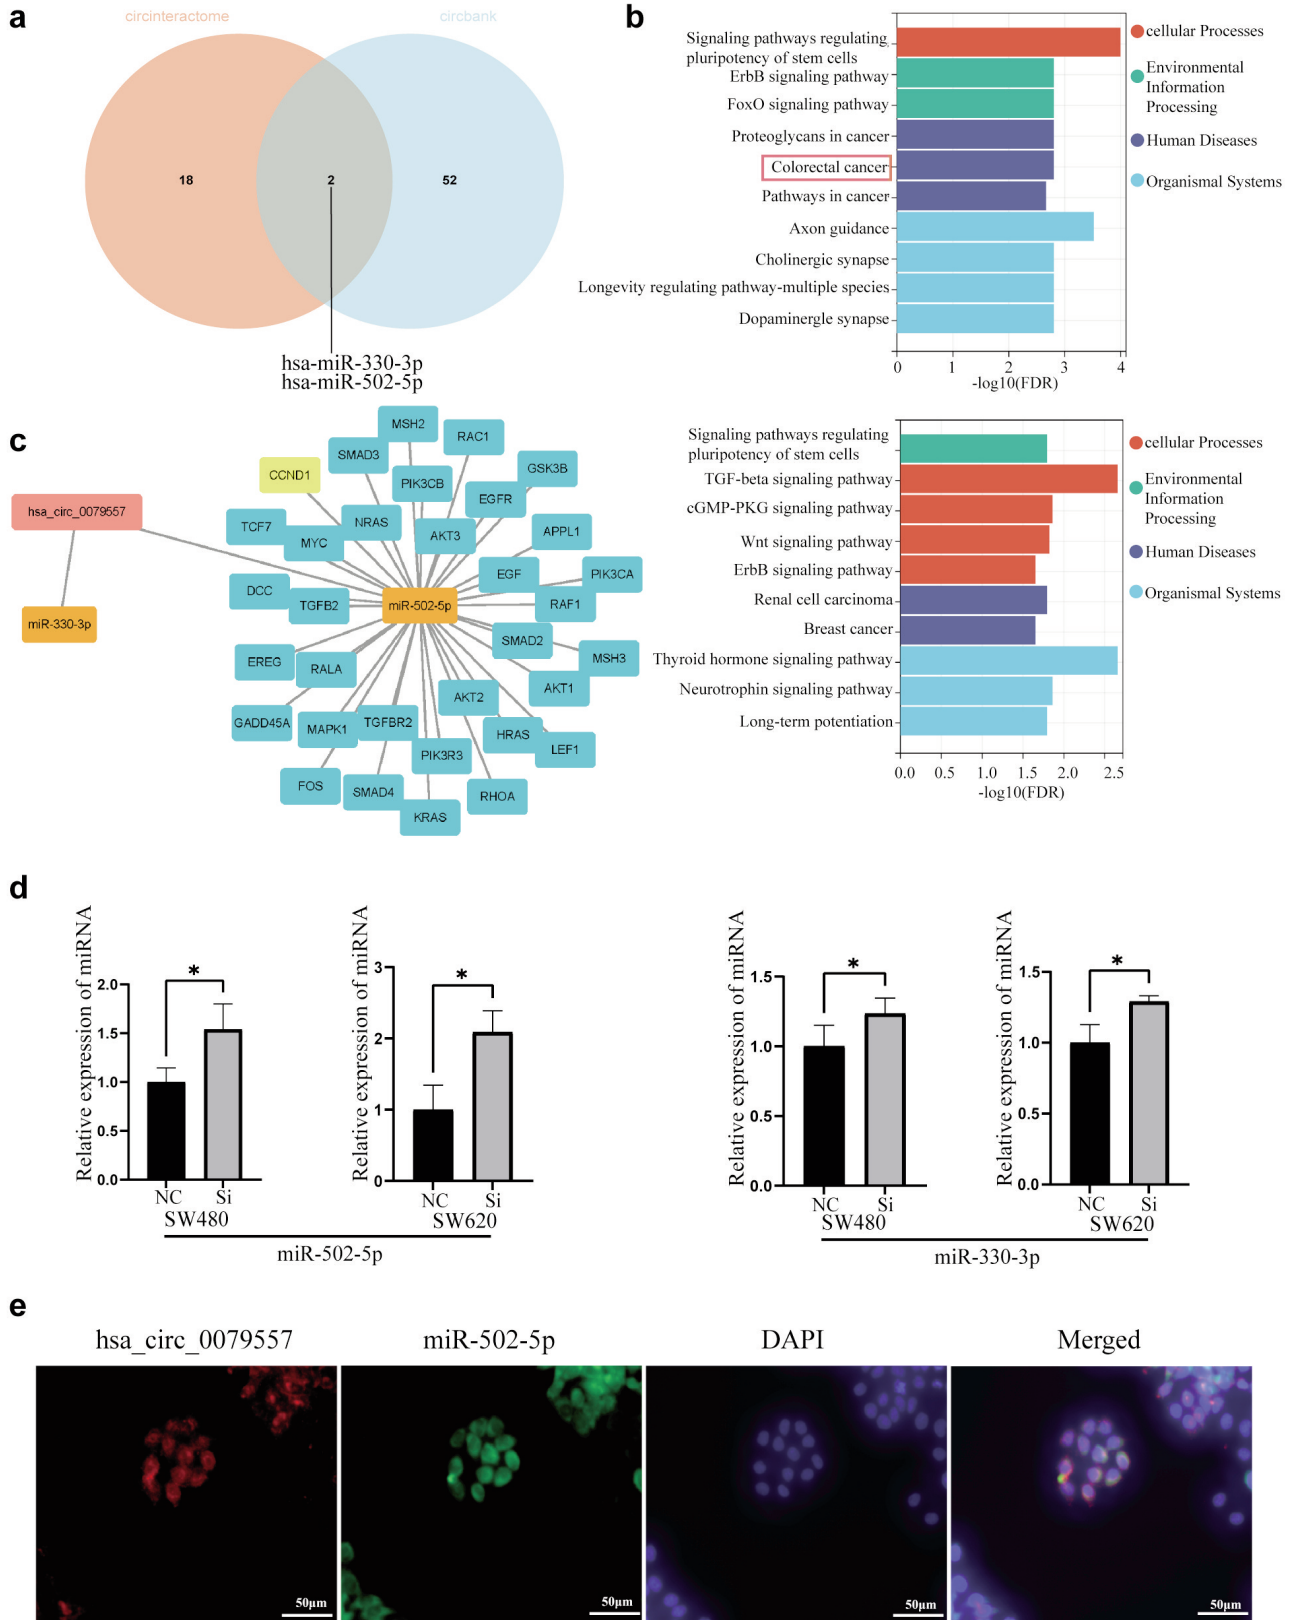 a
circinteractome
circbank
18
2
52
hsa-miR-330-3p
hsa-miR-502-5p
b
Signaling pathways regulating
pluripotency of stem cells
ErbB signaling pathway
FoxO signaling pathway
Proteoglycans in cancer
Colorectal cancer
Pathways in cancer
Axon guidance
Cholinergic synapse
Longevity regulating pathway-multiple species
Dopaminergle synapse
0 1 2 3 4
-log10(FDR)
cellular Processes
Environmental
Information
Processing
Human Diseases
Organismal Systems
Signaling pathways regulating
pluripotency of stem cells
TGF-beta signaling pathway
cGMP-PKG signaling pathway
Wnt signaling pathway
ErbB signaling pathway
Renal cell carcinoma
Breast cancer
Thyroid hormone signaling pathway
Neurotrophin signaling pathway
Long-term potentiation
0.0 0.5 1.0 1.5 2.0 2.5
-log10(FDR)
cellular Processes
Environmental
Information
Processing
Human Diseases
Organismal Systems
c
hsa_circ_0079557
miR-330-3p
miR-502-5p
MSH2
RAC1
SMAD3
CCND1
PIK3CB
GSK3B
EGFR
TCF7
NRAS
MYC
AKT3
APPL1
EGF
PIK3CA
DCC
TGFB2
RAF1
SMAD2
MSH3
EREG
RALA
AKT1
AKT2
GADD45A
MAPK1
TGFBR2
HRAS
LEF1
PIK3R3
FOS
SMAD4
RHOA
KRAS
d
Relative expression of miRNA
2.0
1.5
1.0
0.5
0.0
*
NC Si
SW480
Relative expression of miRNA
3
2
1
0
*
NC Si
SW620
miR-502-5p
Relative expression of miRNA
1.5
1.0
0.5
0.0
*
NC Si
SW480
Relative expression of miRNA
1.5
1.0
0.5
0.0
*
NC Si
SW620
miR-330-3p
e
hsa_circ_0079557
miR-502-5p
DAPI
Merged
50μm
50μm
50μm
50μm